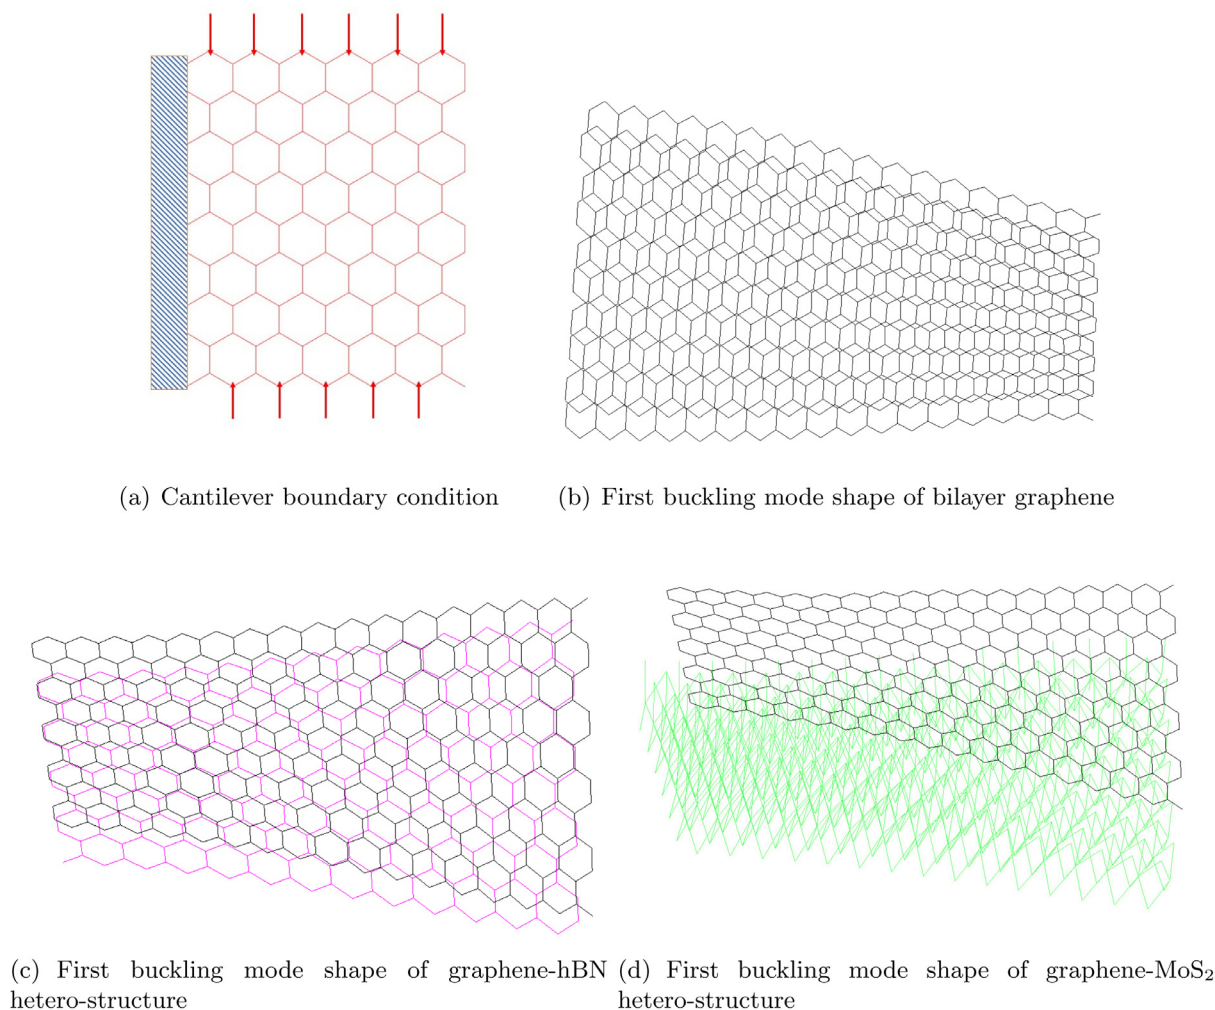 (a) Cantilever boundary condition
(b) First buckling mode shape of bilayer graphene
(c) First buckling mode shape of graphene-hBN
hetero-structure
(d) First buckling mode shape of graphene-MoS₂
hetero-structure